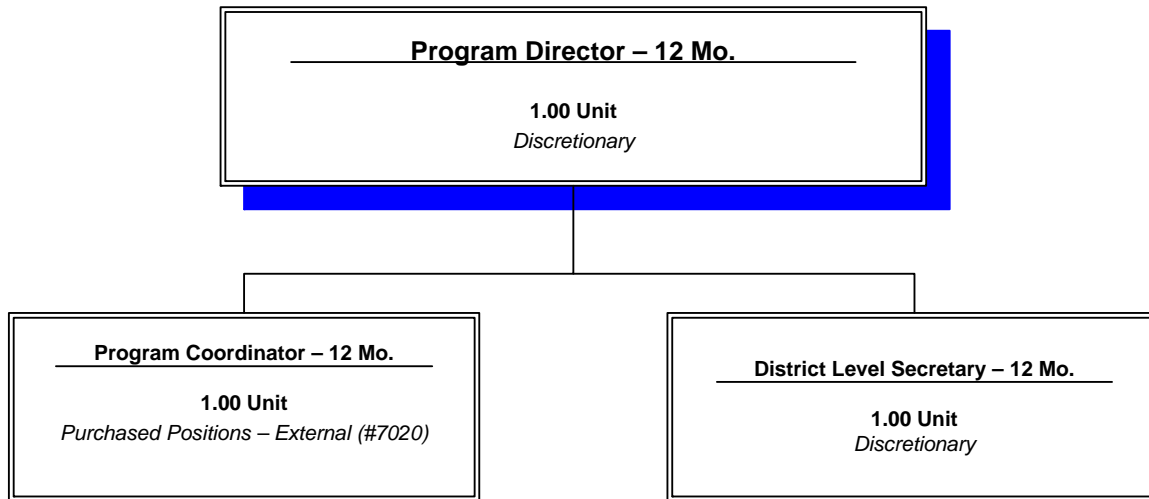 Program Director – 12 Mo.
1.00 Unit
Discretionary
Program Coordinator – 12 Mo.
1.00 Unit
Purchased Positions – External (#7020)
District Level Secretary – 12 Mo.
1.00 Unit
Discretionary